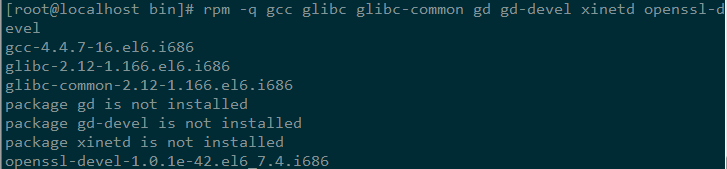 [root@localhost bin]# rpm -q gcc glibc glibc-common gd gd-devel xinetd openssl-d
evel
gcc-4.4.7-16.el6.i686
glibc-2.12-1.166.el6.i686
glibc-common-2.12-1.166.el6.i686
package gd is not installed
package gd-devel is not installed
package xinetd is not installed
openssl-devel-1.0.1e-42.el6_7.4.i686